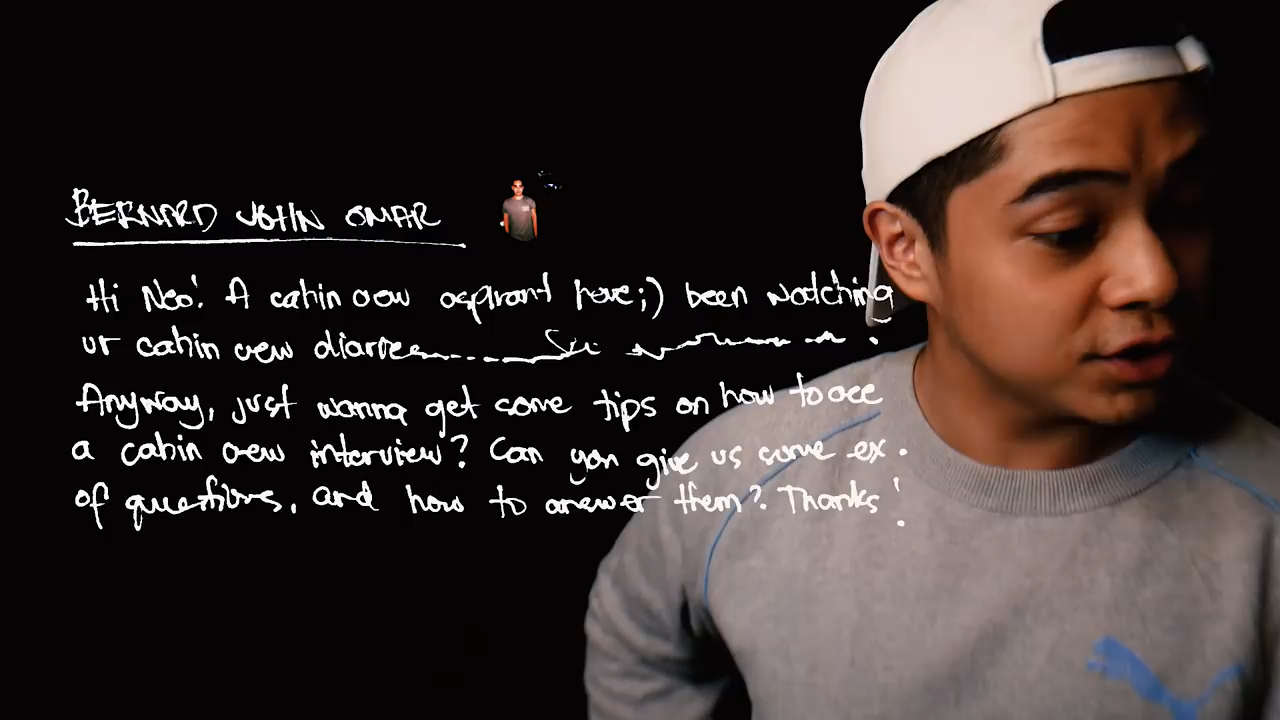 BERNARD JOHN OMAR
Hi Neo! A cabin crew aspirant here;) been watching
ur cabin crew diaries
Anyway, just wanna get some tips on how to ace
a cabin crew interview? Can you give us some ex.
of questions, and how to answer them? Thanks!